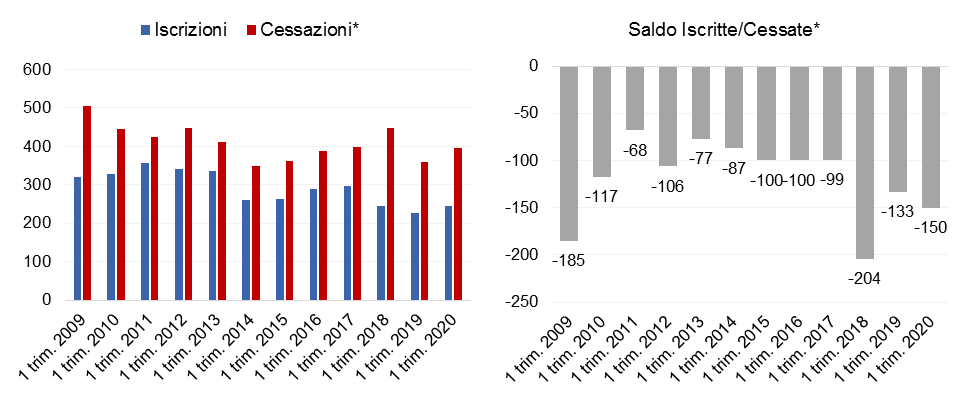 Iscrizioni Cessazioni*
600
500
400
300
200
100
0
1 trim. 2009
1 trim. 2010
1 trim. 2011
1 trim. 2012
1 trim. 2013
1 trim. 2014
1 trim. 2015
1 trim. 2016
1 trim. 2017
1 trim. 2018
1 trim. 2019
1 trim. 2020
Saldo Iscritte/Cessate*
0
-50
-100
-150
-200
-250
-185
-117
-68
-106
-77
-87
-100
-100
-99
-204
-133
-150
1 trim. 2009
1 trim. 2010
1 trim. 2011
1 trim. 2012
1 trim. 2013
1 trim. 2014
1 trim. 2015
1 trim. 2016
1 trim. 2017
1 trim. 2018
1 trim. 2019
1 trim. 2020